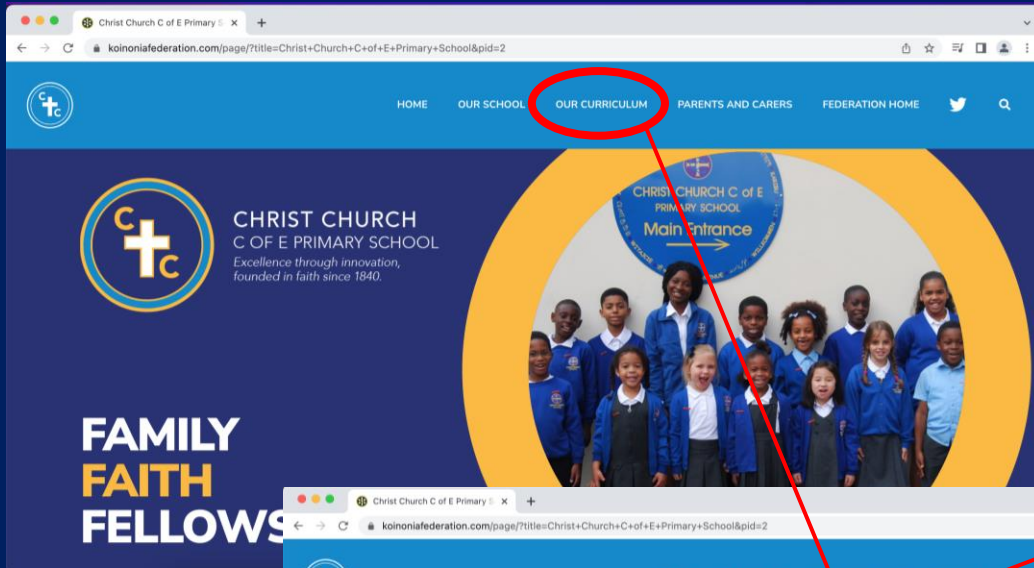 Christ Church C of E Primary S
koinoniafederation.com/page/?title=Christ+Church+C+of+E+Primary+School&pid=2
C
t
C
HOME OUR SCHOOL OUR CURRICULUM PARENTS AND CARERS FEDERATION HOME
C
C
CHRIST CHURCH
C OF E PRIMARY SCHOOL
Excellence through innovation,
founded in faith since 1840.
CHRIST CHURCH C of E
PRIMARY SCHOOL
Main Entrance
FAMILY
FAITH
FELLOWS
Christ Church C of E Primary S
koinoniafederation.com/page/?title=Christ+Church+C+of+E+Primary+School&pid=2